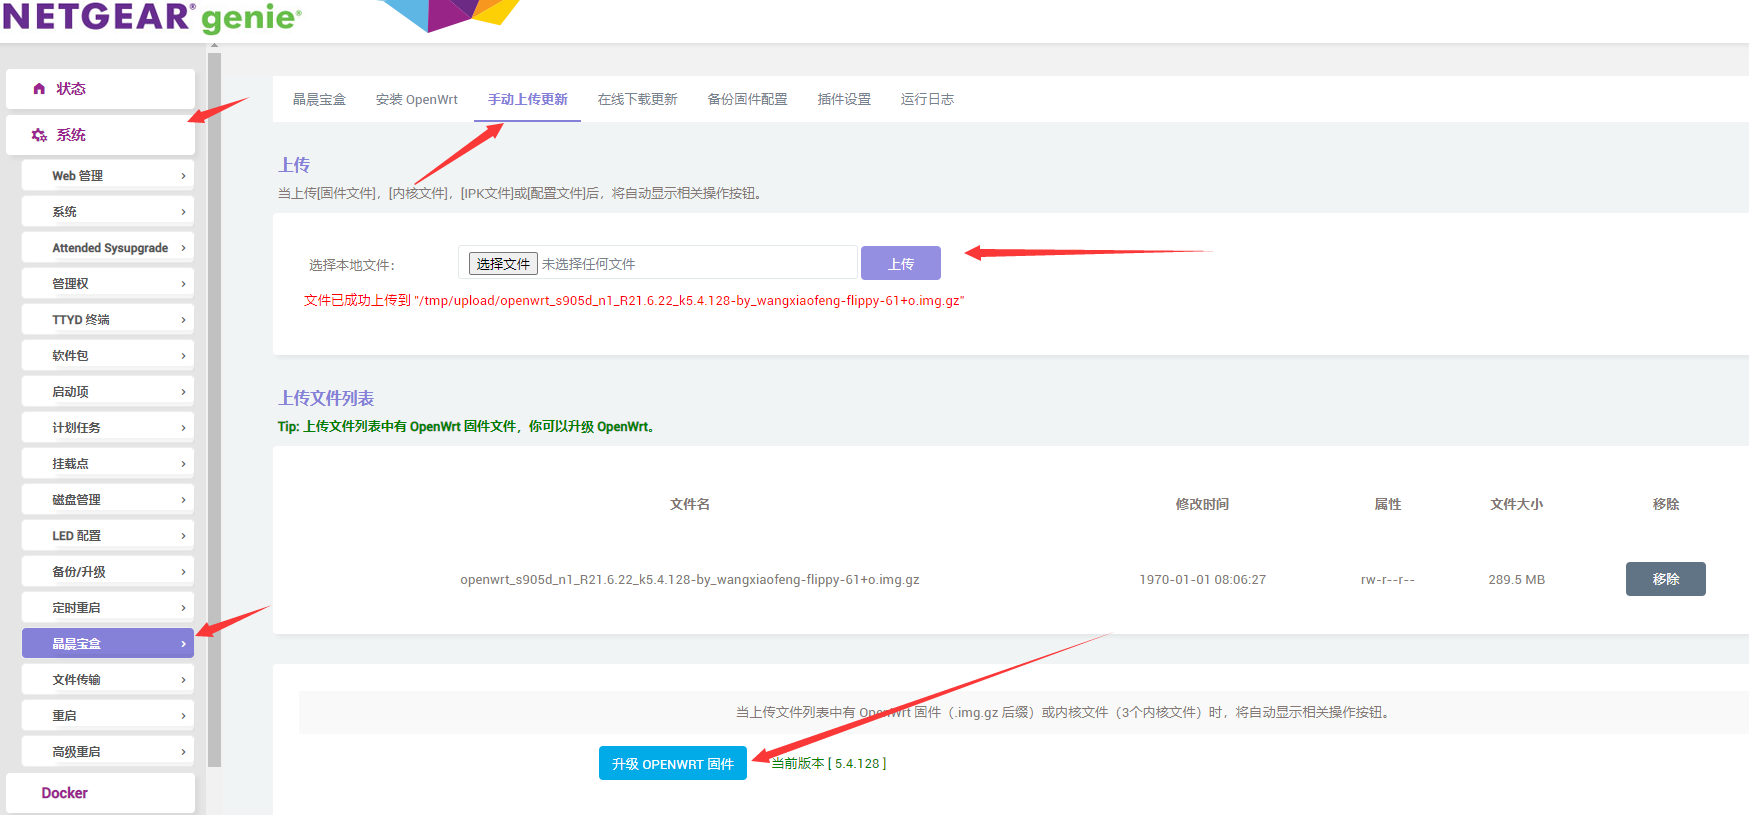 NETGEAR® genie®
状态
系统
Web 管理
系统
Attended Sysupgrade
管理权
TTYD 终端
软件包
启动项
计划任务
挂载点
磁盘管理
LED 配置
备份/升级
定时重启
晶晨宝盒
文件传输
重启
高级重启
Docker
晶晨宝盒 安装 OpenWrt 手动上传更新 在线下载更新 备份固件配置 插件设置 运行日志
上传
当上传[固件文件]，[内核文件]，[IPK文件]或[配置文件]后，将自动显示相关操作按钮。
选择本地文件： 选择文件 未选择任何文件 上传
文件已成功上传到 "/tmp/upload/openwrt_s905d_n1_R21.6.22_k5.4.128-by_wangxiaofeng-flippy-61+o.img.gz"
上传文件列表
Tip: 上传文件列表中有 OpenWrt 固件文件，你可以升级 OpenWrt。
文件名 修改时间 属性 文件大小 移除
openwrt_s905d_n1_R21.6.22_k5.4.128-by_wangxiaofeng-flippy-61+o.img.gz 1970-01-01 08:06:27 rw-r--r-- 289.5 MB 移除
当上传文件列表中有 OpenWrt 固件（.img.gz 后缀）或内核文件（3个内核文件）时，将自动显示相关操作按钮。
升级 OPENWRT 固件 当前版本 [ 5.4.128 ]